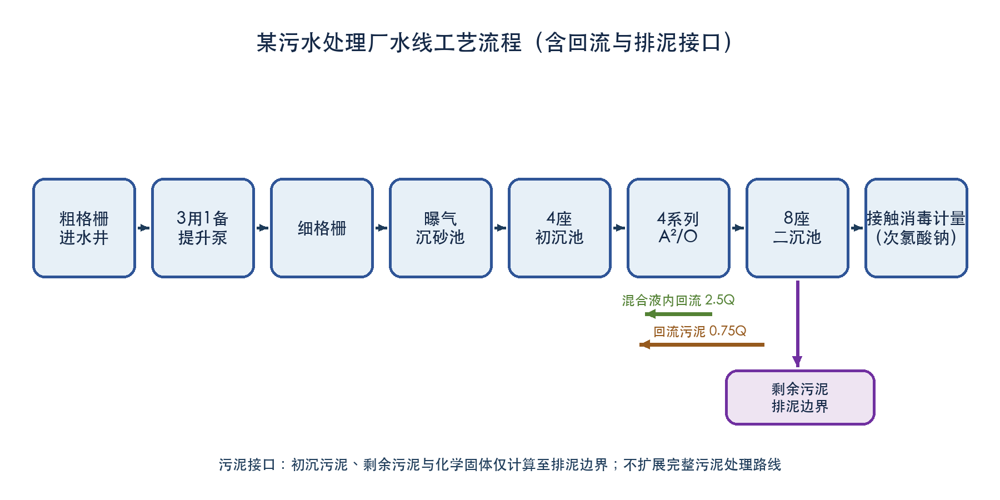 某污水处理厂水线工艺流程（含回流与排泥接口）
粗格栅
进水井
3用1备
提升泵
细格栅
曝气
沉砂池
4座
初沉池
4系列
A²/O
8座
二沉池
接触消毒计量
（次氯酸钠）
混合液内回流 2.5Q
回流污泥 0.75Q
剩余污泥
排泥边界
污泥接口：初沉污泥、剩余污泥与化学固体仅计算至排泥边界；不扩展完整污泥处理路线